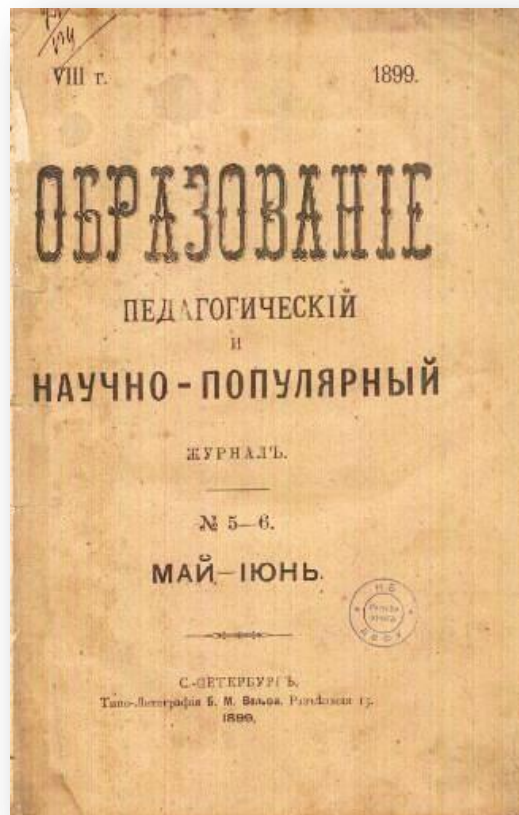 VIII г. 1899.
ОБРАЗОВАНІЕ
ПЕДАГОГИЧЕСКІЙ
И
НАУЧНО-ПОПУЛЯРНЫЙ
ЖУРНАЛЪ.
№ 5—6.
МАЙ—ІЮНЬ.
Н Б
ДВФУ
С.-ПЕТЕРБУРГЪ.
Типо-Литографія Б. М. Вольфа, Разъѣзжая 15.
1899.